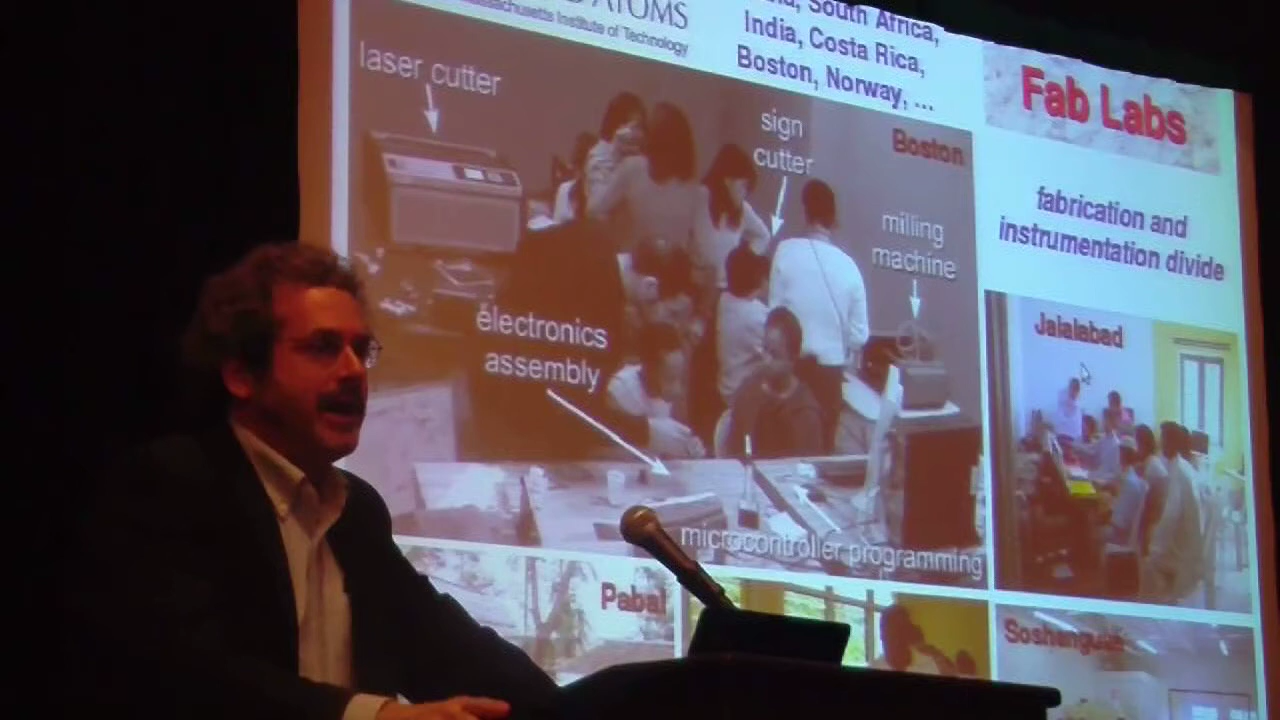 ATOMS
Massachusetts Institute of Technology
South Africa,
India, Costa Rica,
Boston, Norway, ...
Fab Labs
laser cutter
sign
cutter
Boston
milling
machine
fabrication and
instrumentation divide
electronics
assembly
Jalalabad
microcontroller programming
Pabal